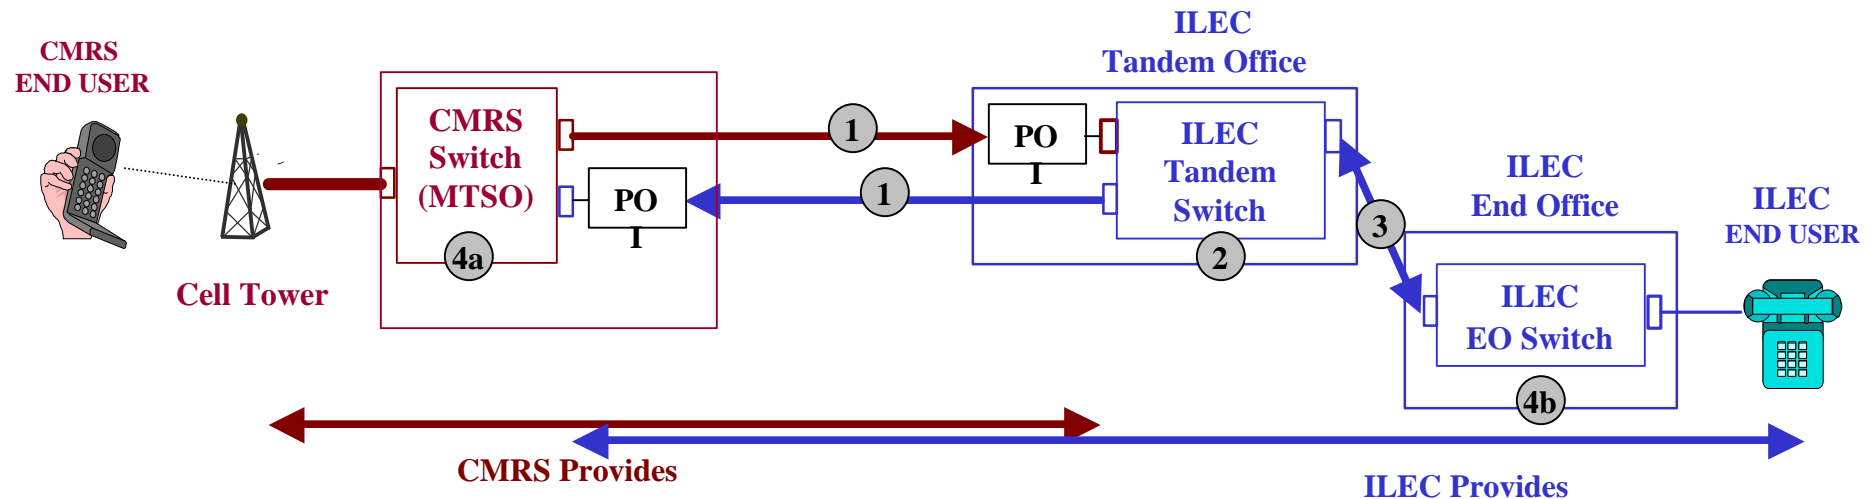 CMRS
END USER
Cell Tower
CMRS
Switch
(MTSO)
4a
PO
I
1
1
ILEC
Tandem Office
PO
I
ILEC
Tandem
Switch
2
3
ILEC
End Office
ILEC
EO Switch
4b
ILEC
END USER
CMRS Provides
ILEC Provides